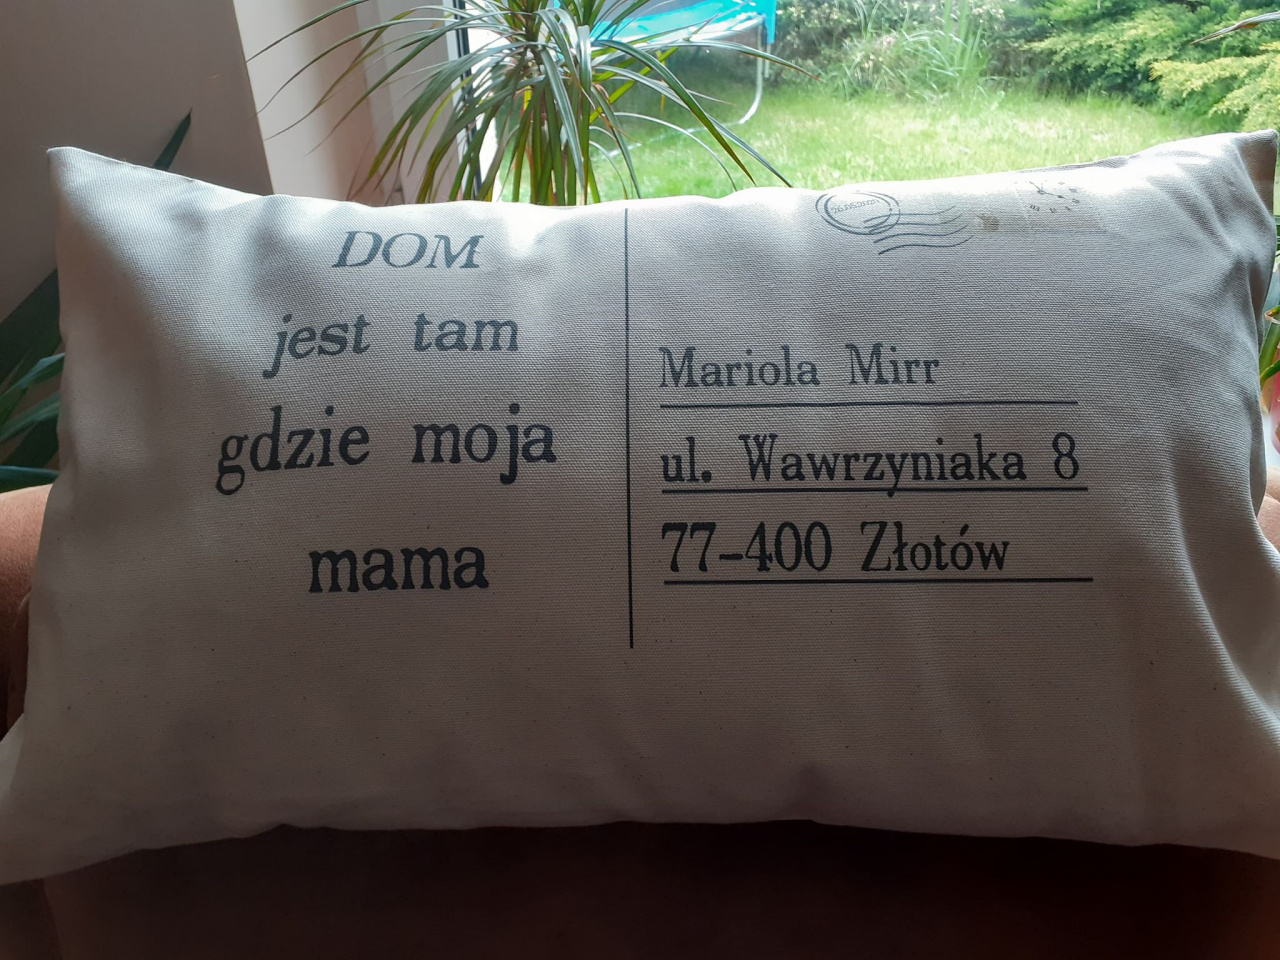 DOM
jest tam
gdzie moja
mama
Mariola Mirr
ul. Wawrzyniaka 8
77-400 Złotów